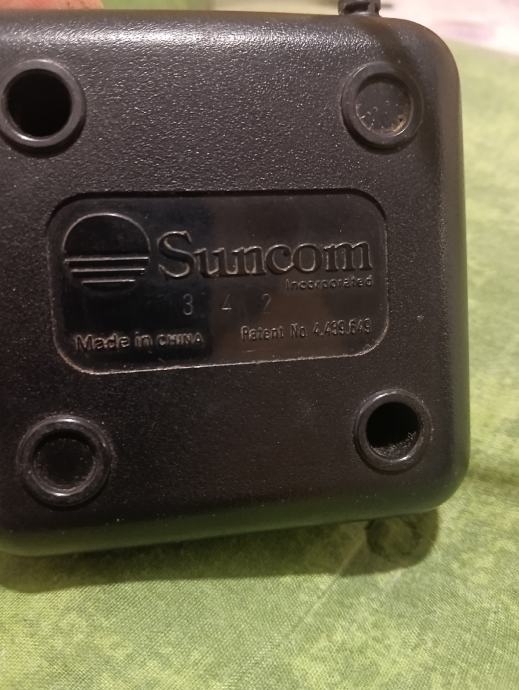 Suncom
Incorporated
3 4 2
Made in CHINA Patent No 4,439,649